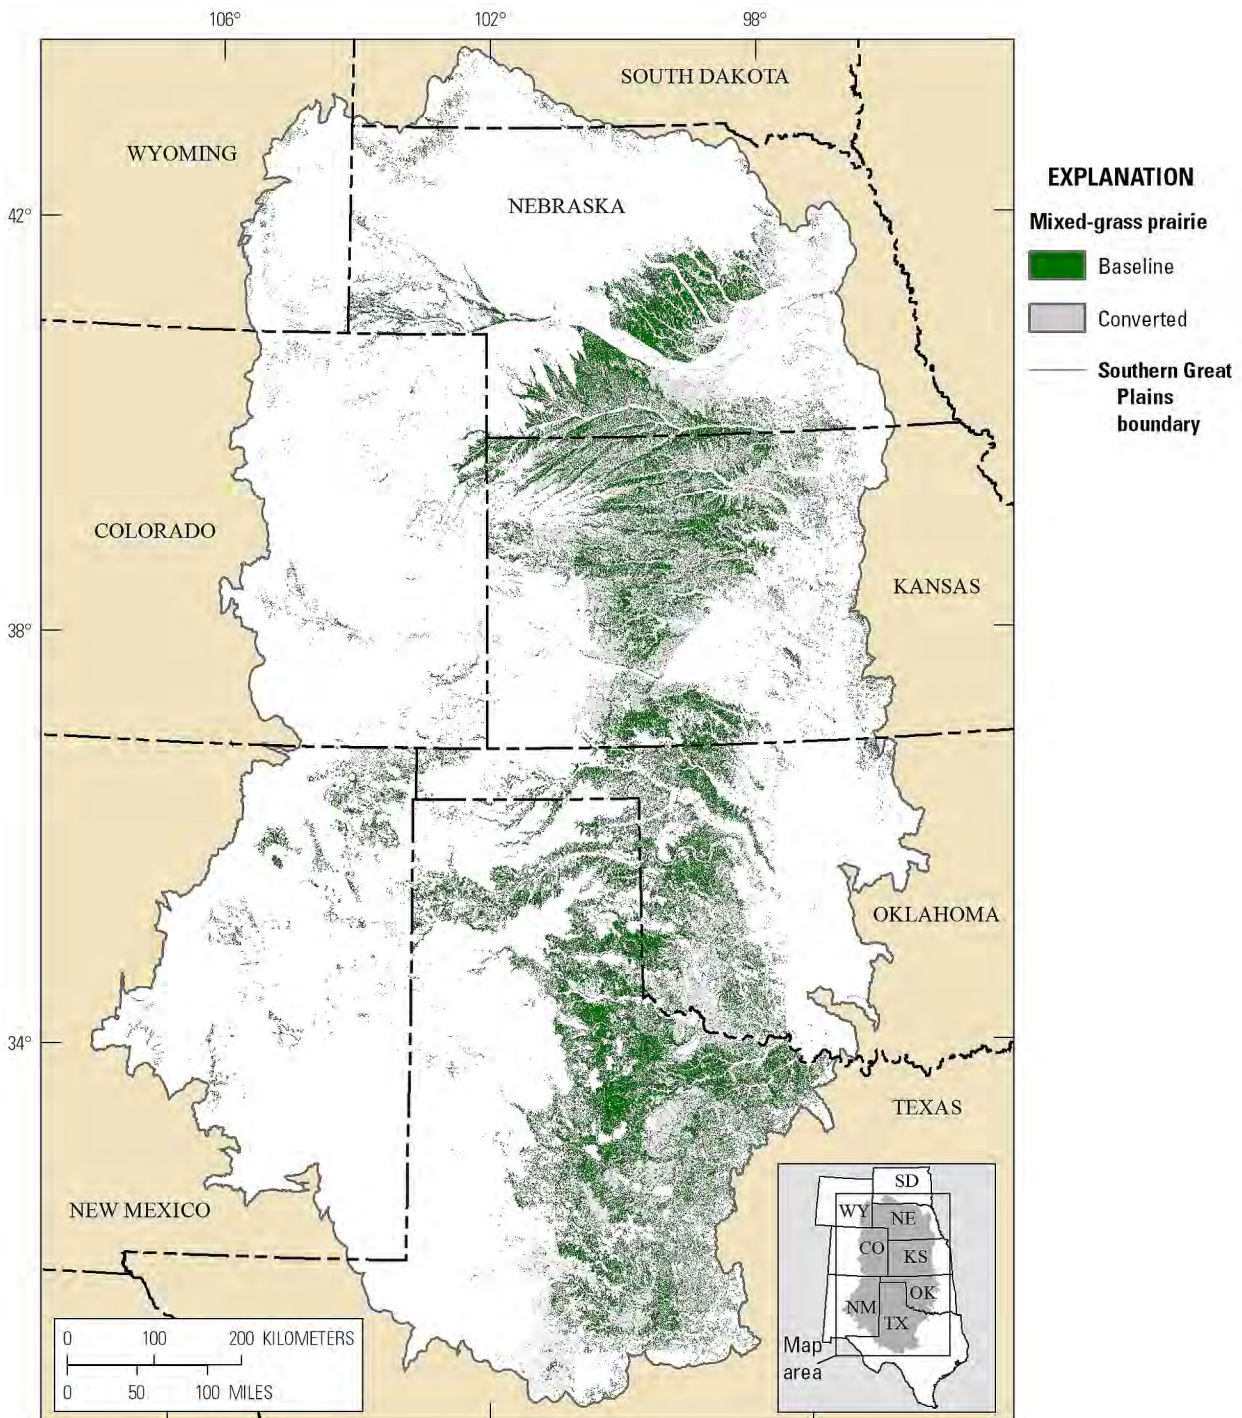 106°
102°
98°
SOUTH DAKOTA
WYOMING
NEBRASKA
42°
EXPLANATION
Mixed-grass prairie
Baseline
Converted
Southern Great
Plains
boundary
COLORADO
KANSAS
38°
OKLAHOMA
34°
TEXAS
NEW MEXICO
0 100 200 KILOMETERS
0 50 100 MILES
SD
WY
NE
CO
KS
OK
NM
TX
Map
area